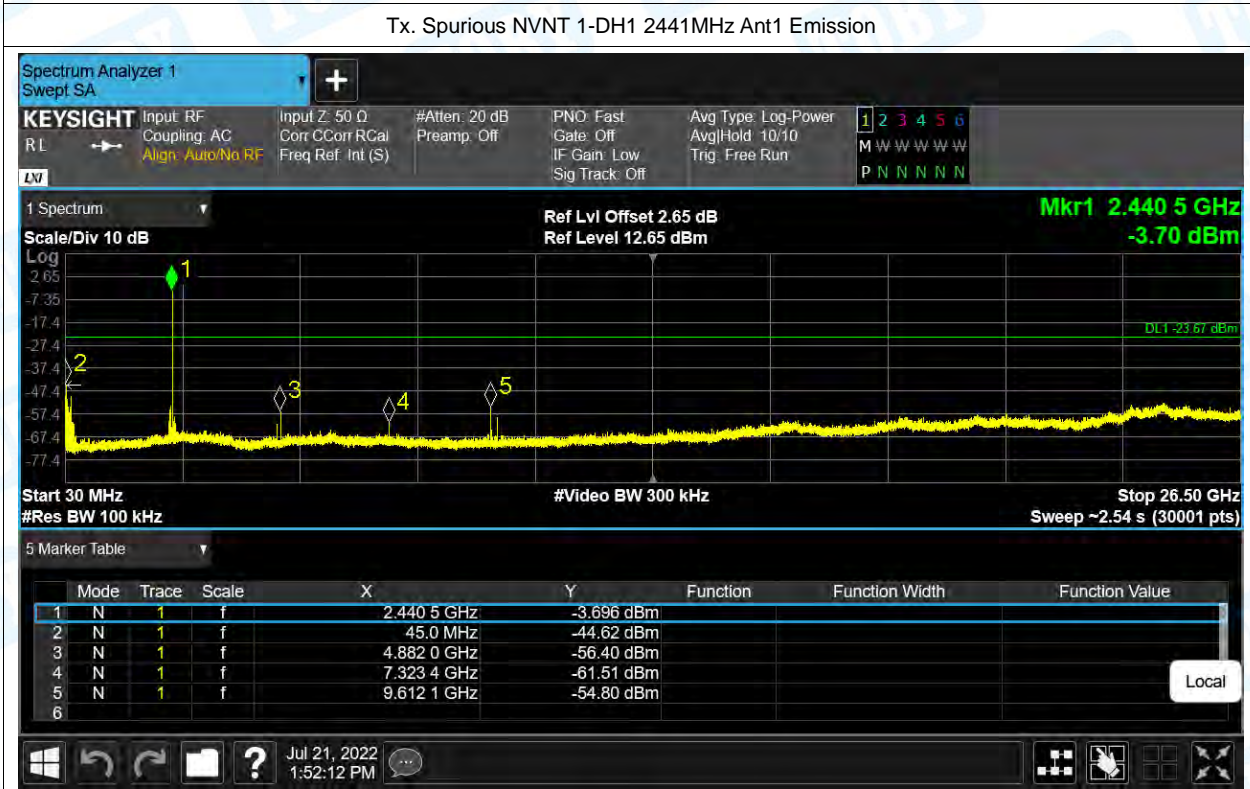 Tx. Spurious NVNT 1-DH1 2441MHz Ant1 Emission
Spectrum Analyzer 1
Swept SA
+
KEYSIGHT
RL
LXI
Input: RF
Coupling: AC
Align: Auto/No RF
Input Z: 50 Ω
Corr CCorr RCal
Freq Ref: Int (S)
#Atten: 20 dB
Preamp: Off
PNO: Fast
Gate: Off
IF Gain: Low
Sig Track: Off
Avg Type: Log-Power
Avg|Hold: 10/10
Trig: Free Run
1 2 3 4 5 6
M W W W W W
P N N N N N
1 Spectrum
Scale/Div 10 dB
Log
Ref Lvl Offset 2.65 dB
Ref Level 12.65 dBm
Mkr1 2.440 5 GHz
-3.70 dBm
2.65
-7.35
-17.4
-27.4
-37.4
-47.4
-57.4
-67.4
-77.4
1
2
3
4
5
DL1 -23.67 dBm
Start 30 MHz
#Res BW 100 kHz
#Video BW 300 kHz
Stop 26.50 GHz
Sweep ~2.54 s (30001 pts)
5 Marker Table
Mode Trace Scale X Y Function Function Width Function Value
1 N 1 f 2.440 5 GHz -3.696 dBm
2 N 1 f 45.0 MHz -44.62 dBm
3 N 1 f 4.882 0 GHz -56.40 dBm
4 N 1 f 7.323 4 GHz -61.51 dBm
5 N 1 f 9.612 1 GHz -54.80 dBm
6
Local
?
Jul 21, 2022
1:52:12 PM